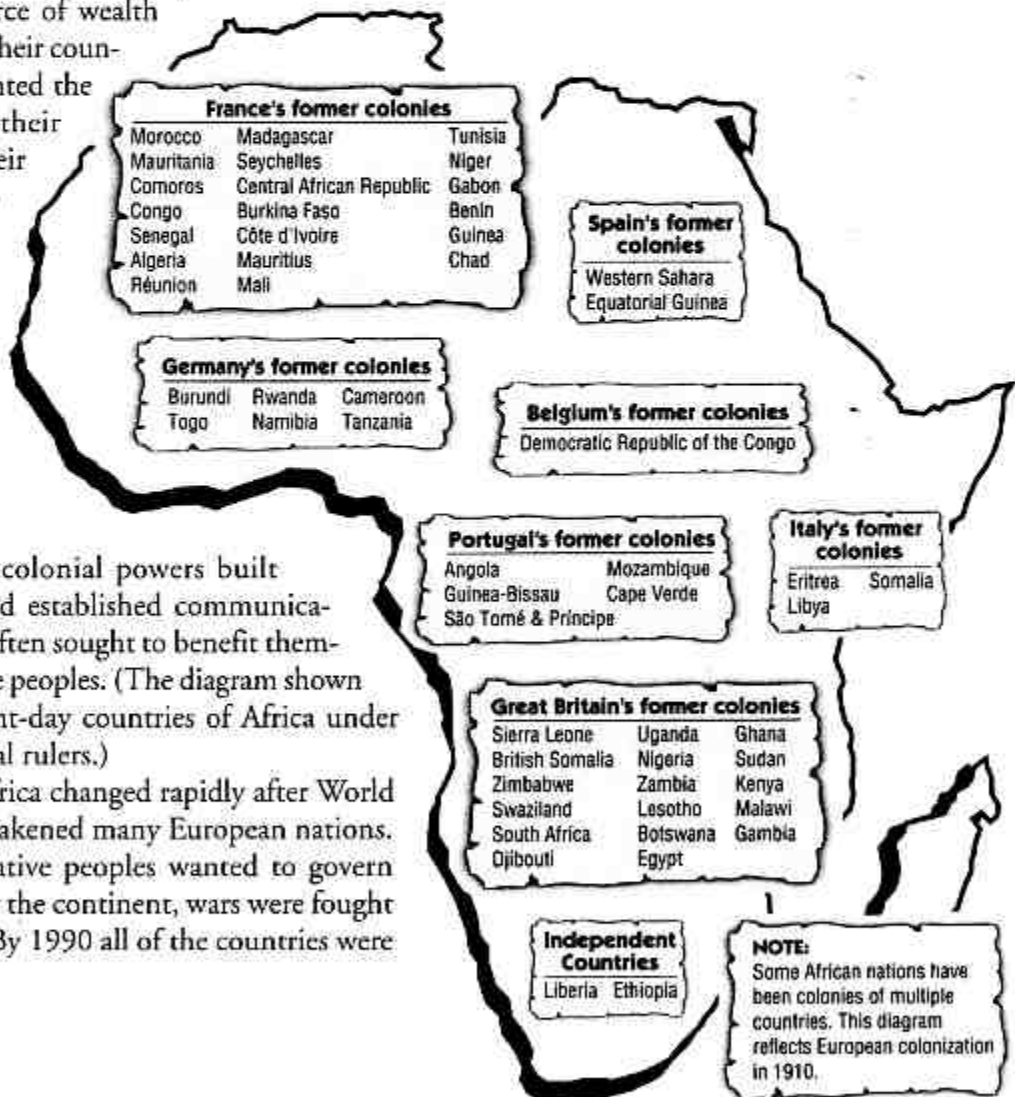 rce of wealth
heir coun-
nted the
their
eir
France's former colonies
Morocco Madagascar Tunisia
Mauritania Seychelles Niger
Comoros Central African Republic Gabon
Congo Burkina Faso Benin
Senegal Côte d'Ivoire Guinea
Algeria Mauritius Chad
Réunion Mali
Spain's former
colonies
Western Sahara
Equatorial Guinea
Germany's former colonies
Burundi Rwanda Cameroon
Togo Namibia Tanzania
Belgium's former colonies
Democratic Republic of the Congo
Portugal's former colonies
Angola Mozambique
Guinea-Bissau Cape Verde
São Tomé & Príncipe
Italy's former
colonies
Eritrea Somalia
Libya
colonial powers built
d established communica-
ften sought to benefit them-
e peoples. (The diagram shown
nt-day countries of Africa under
al rulers.)
rica changed rapidly after World
eakened many European nations.
ative peoples wanted to govern
r the continent, wars were fought
By 1990 all of the countries were
Great Britain's former colonies
Sierra Leone Uganda Ghana
British Somalia Nigeria Sudan
Zimbabwe Zambia Kenya
Swaziland Lesotho Malawi
South Africa Botswana Gambia
Djibouti Egypt
Independent
Countries
Liberia Ethiopia
NOTE:
Some African nations have
been colonies of multiple
countries. This diagram
reflects European colonization
in 1910.